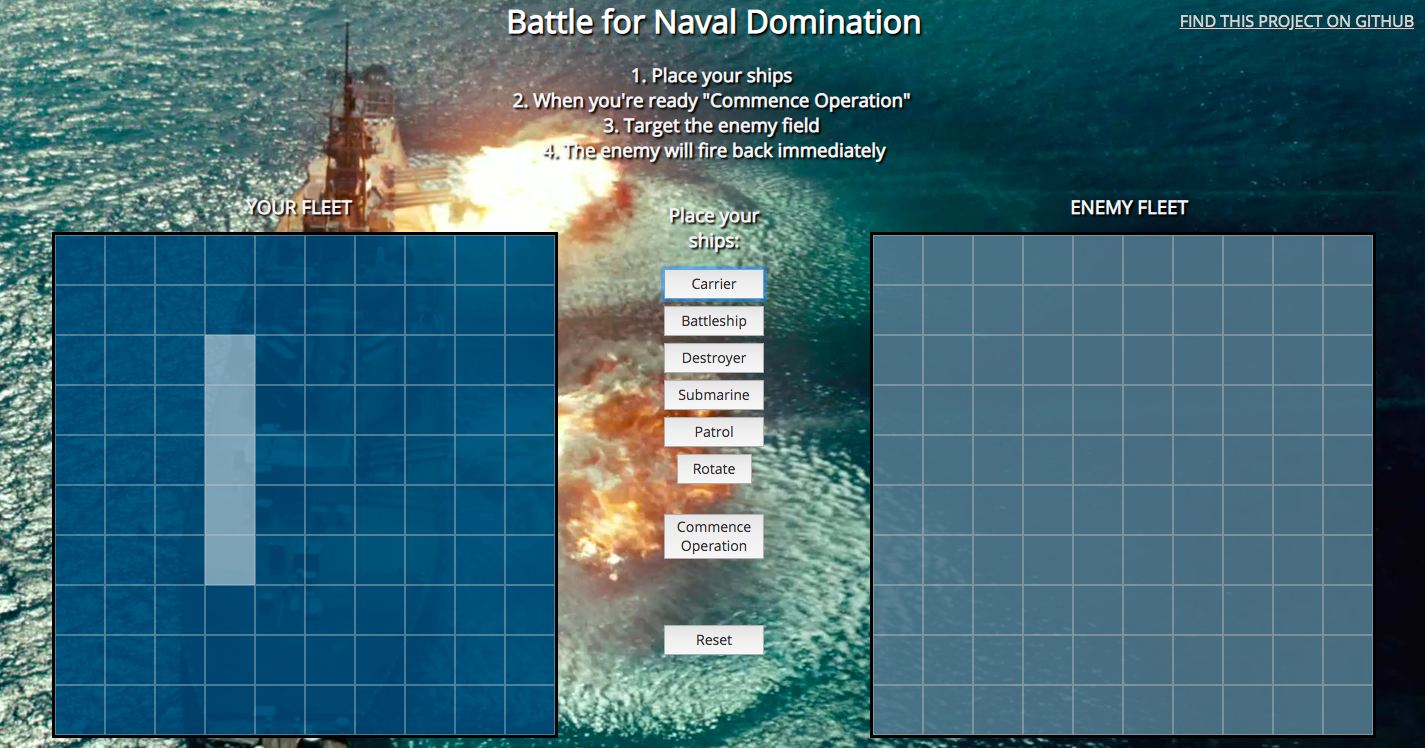 Battle for Naval Domination
FIND THIS PROJECT ON GITHUB
1. Place your ships
2. When you're ready "Commence Operation"
3. Target the enemy field
4. The enemy will fire back immediately
YOUR FLEET
Place your
ships:
ENEMY FLEET
Carrier
Battleship
Destroyer
Submarine
Patrol
Rotate
Commence
Operation
Reset